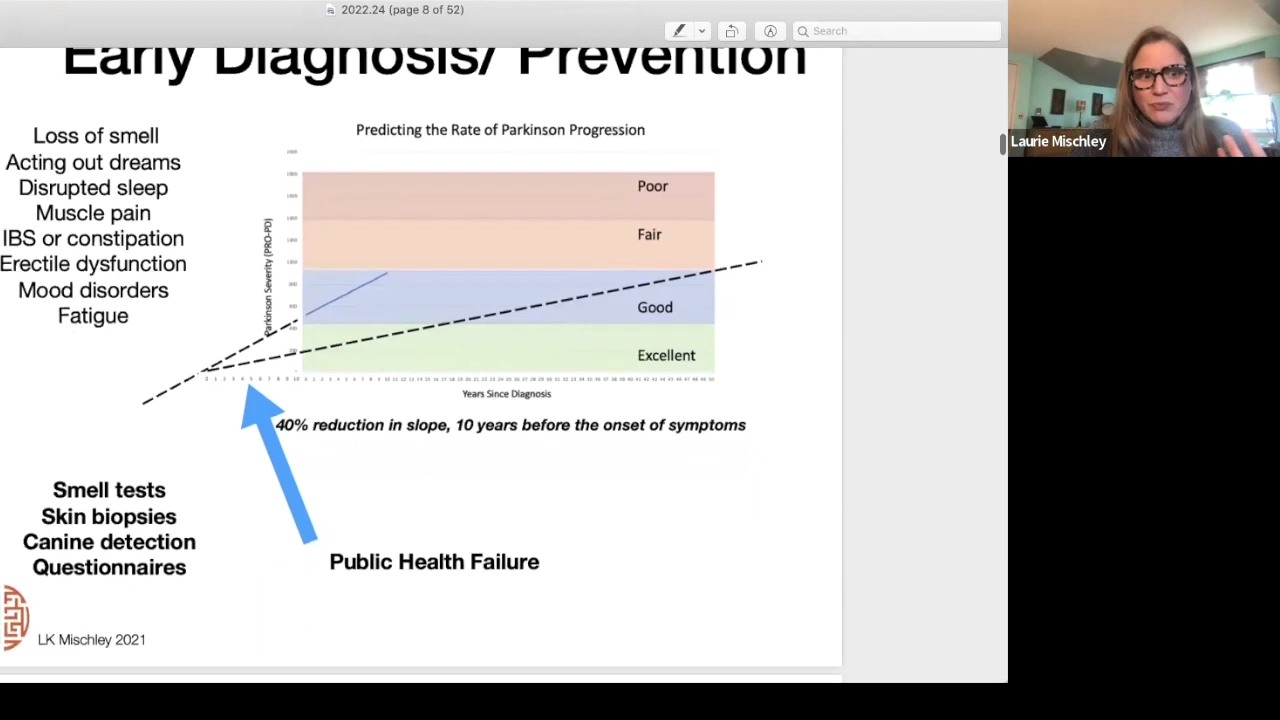 2022.24 (page 8 of 52)
Search
Early Diagnosis/ Prevention
Laurie Mischley
Loss of smell
Acting out dreams
Disrupted sleep
Muscle pain
IBS or constipation
Erectile dysfunction
Mood disorders
Fatigue
Predicting the Rate of Parkinson Progression
Parkinson Severity (PRO-PD)
Poor
Fair
Good
Excellent
Years Since Diagnosis
40% reduction in slope, 10 years before the onset of symptoms
Smell tests
Skin biopsies
Canine detection
Questionnaires
Public Health Failure
LK Mischley 2021